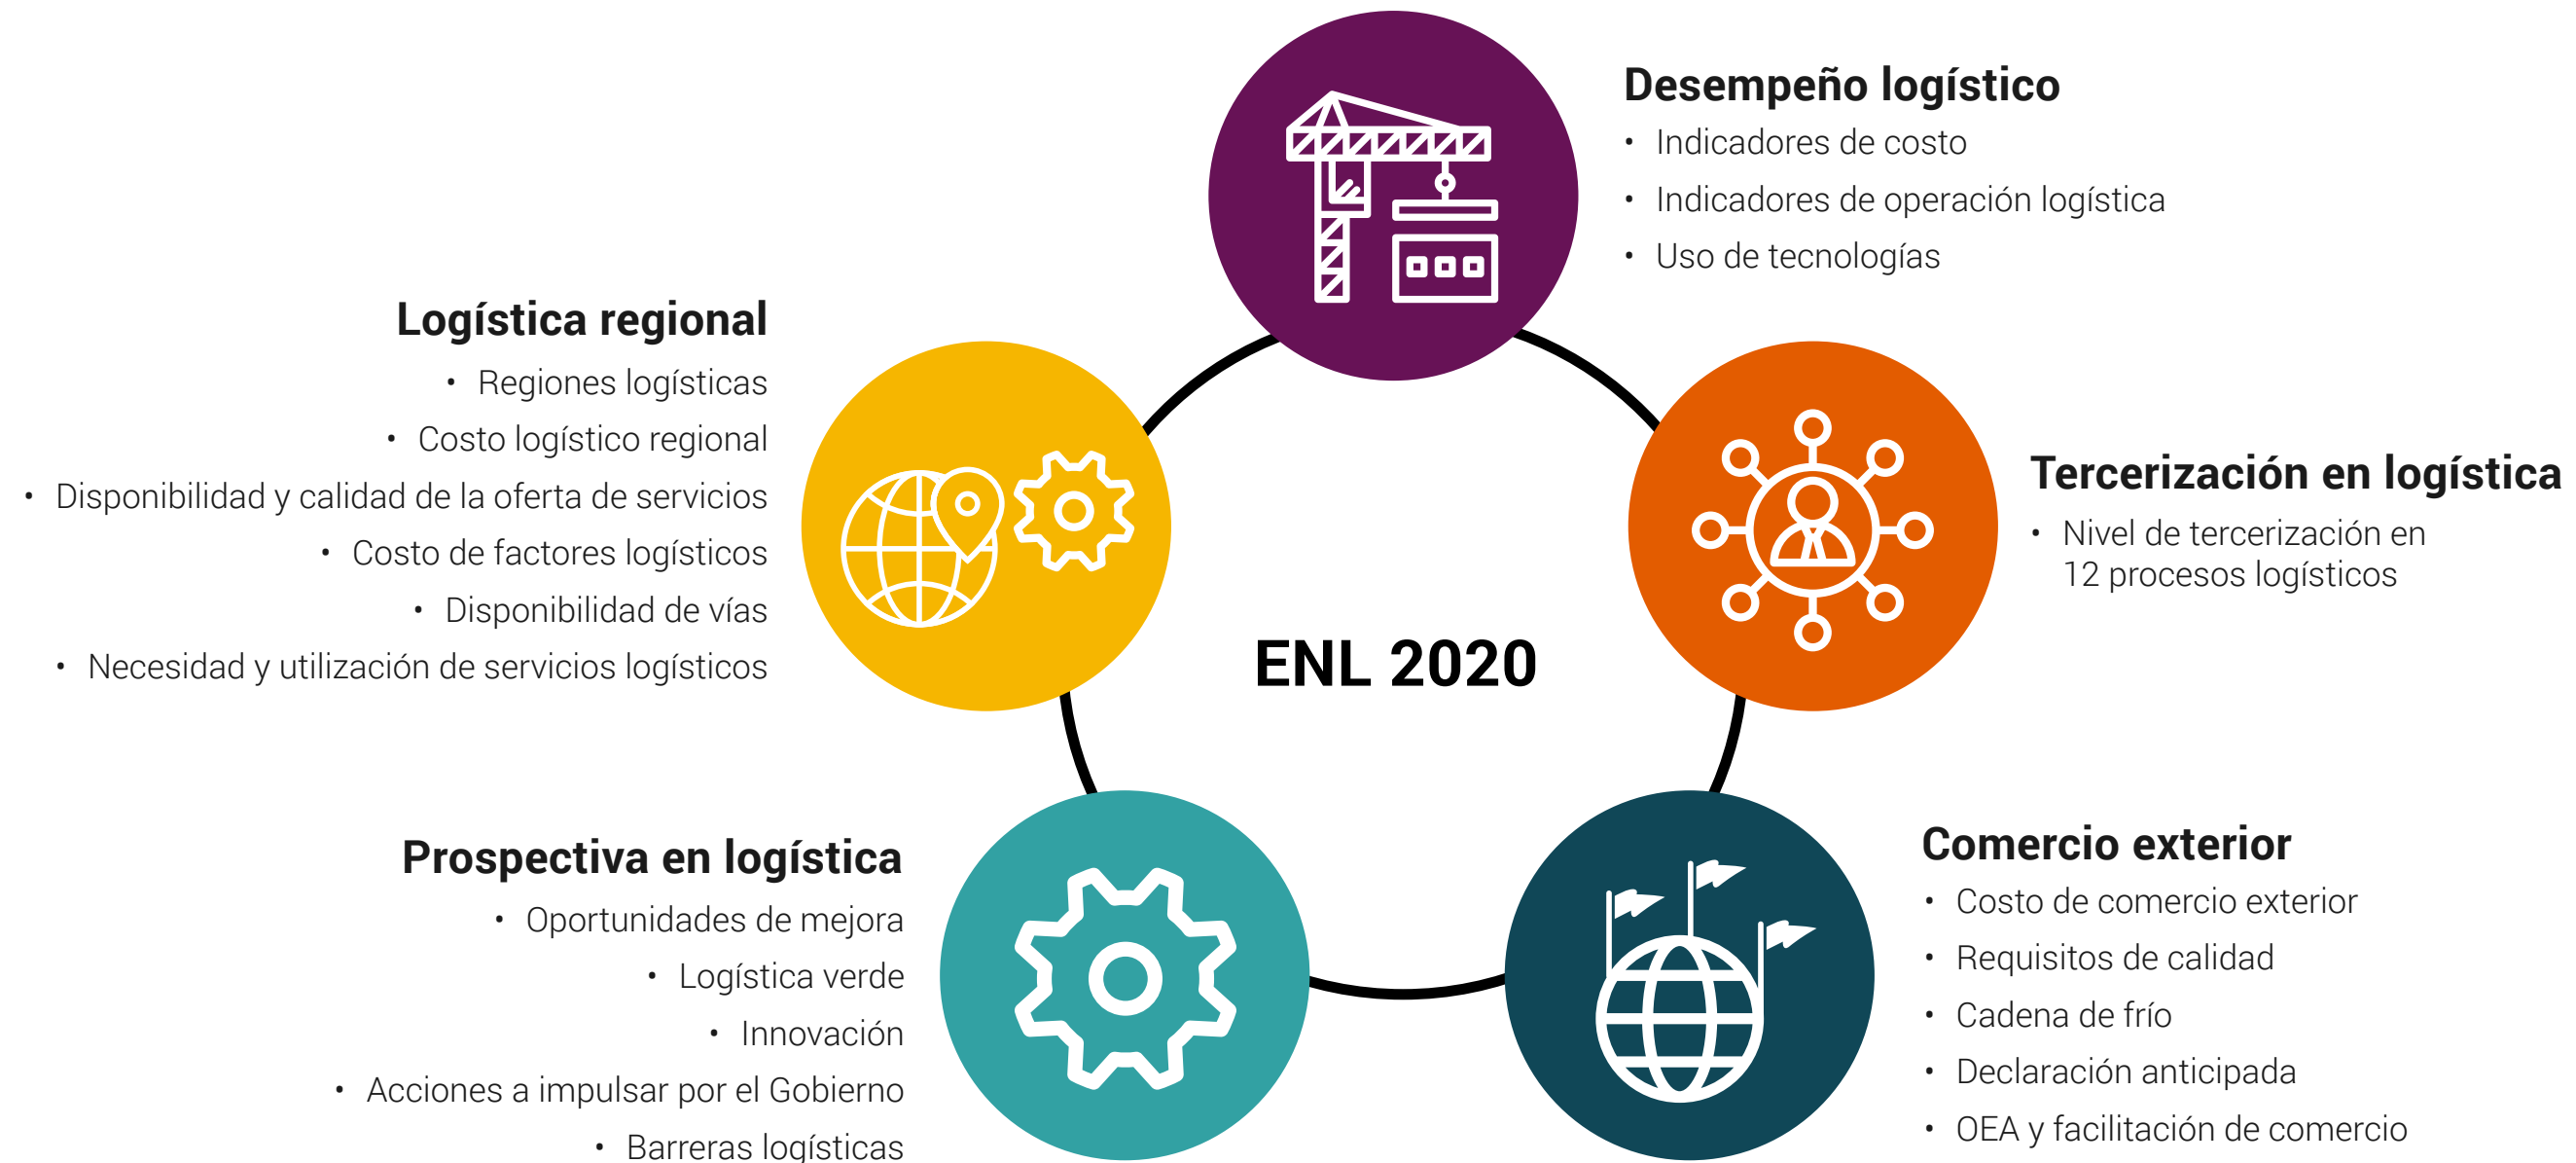 Desempeño logístico
• Indicadores de costo
• Indicadores de operación logística
• Uso de tecnologías
Logística regional
• Regiones logísticas
• Costo logístico regional
• Disponibilidad y calidad de la oferta de servicios
• Costo de factores logísticos
• Disponibilidad de vías
• Necesidad y utilización de servicios logísticos
Tercerización en logística
• Nivel de tercerización en
12 procesos logísticos
ENL 2020
Prospectiva en logística
• Oportunidades de mejora
• Logística verde
• Innovación
• Acciones a impulsar por el Gobierno
• Barreras logísticas
Comercio exterior
• Costo de comercio exterior
• Requisitos de calidad
• Cadena de frío
• Declaración anticipada
• OEA y facilitación de comercio